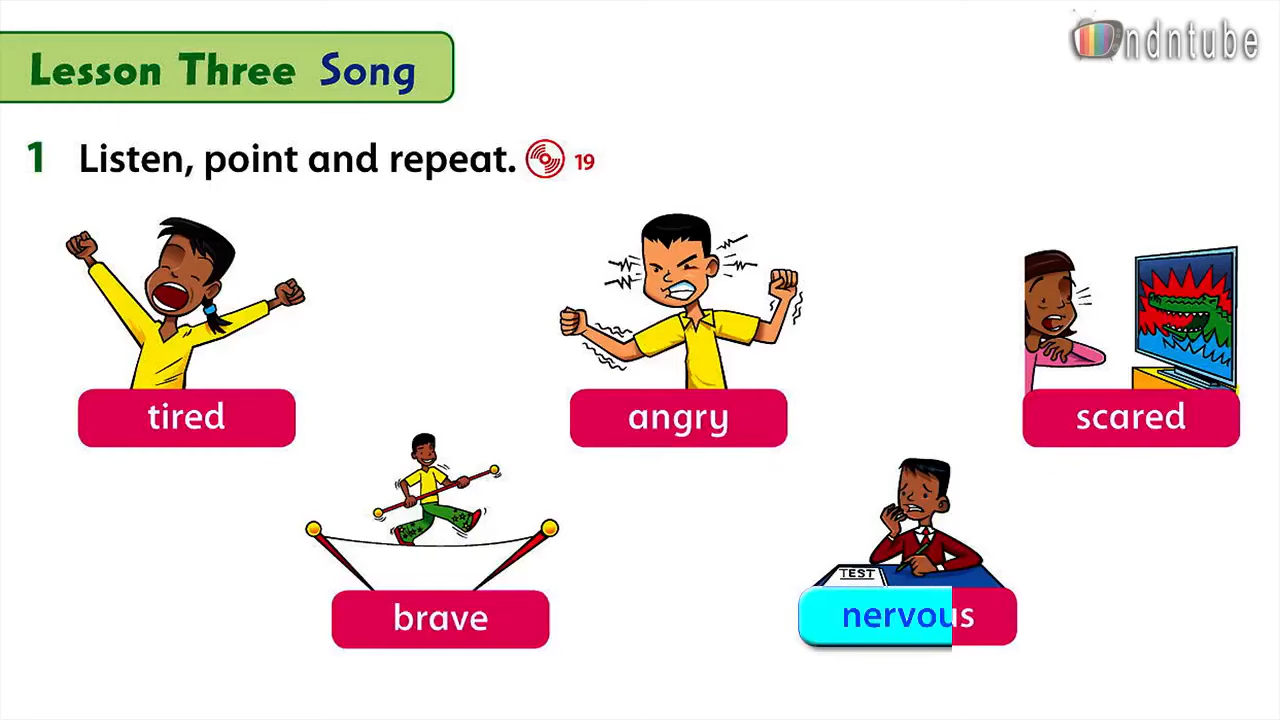 ndntube
Lesson Three Song
1 Listen, point and repeat. 19
tired
angry
scared
brave
TEST
nervous